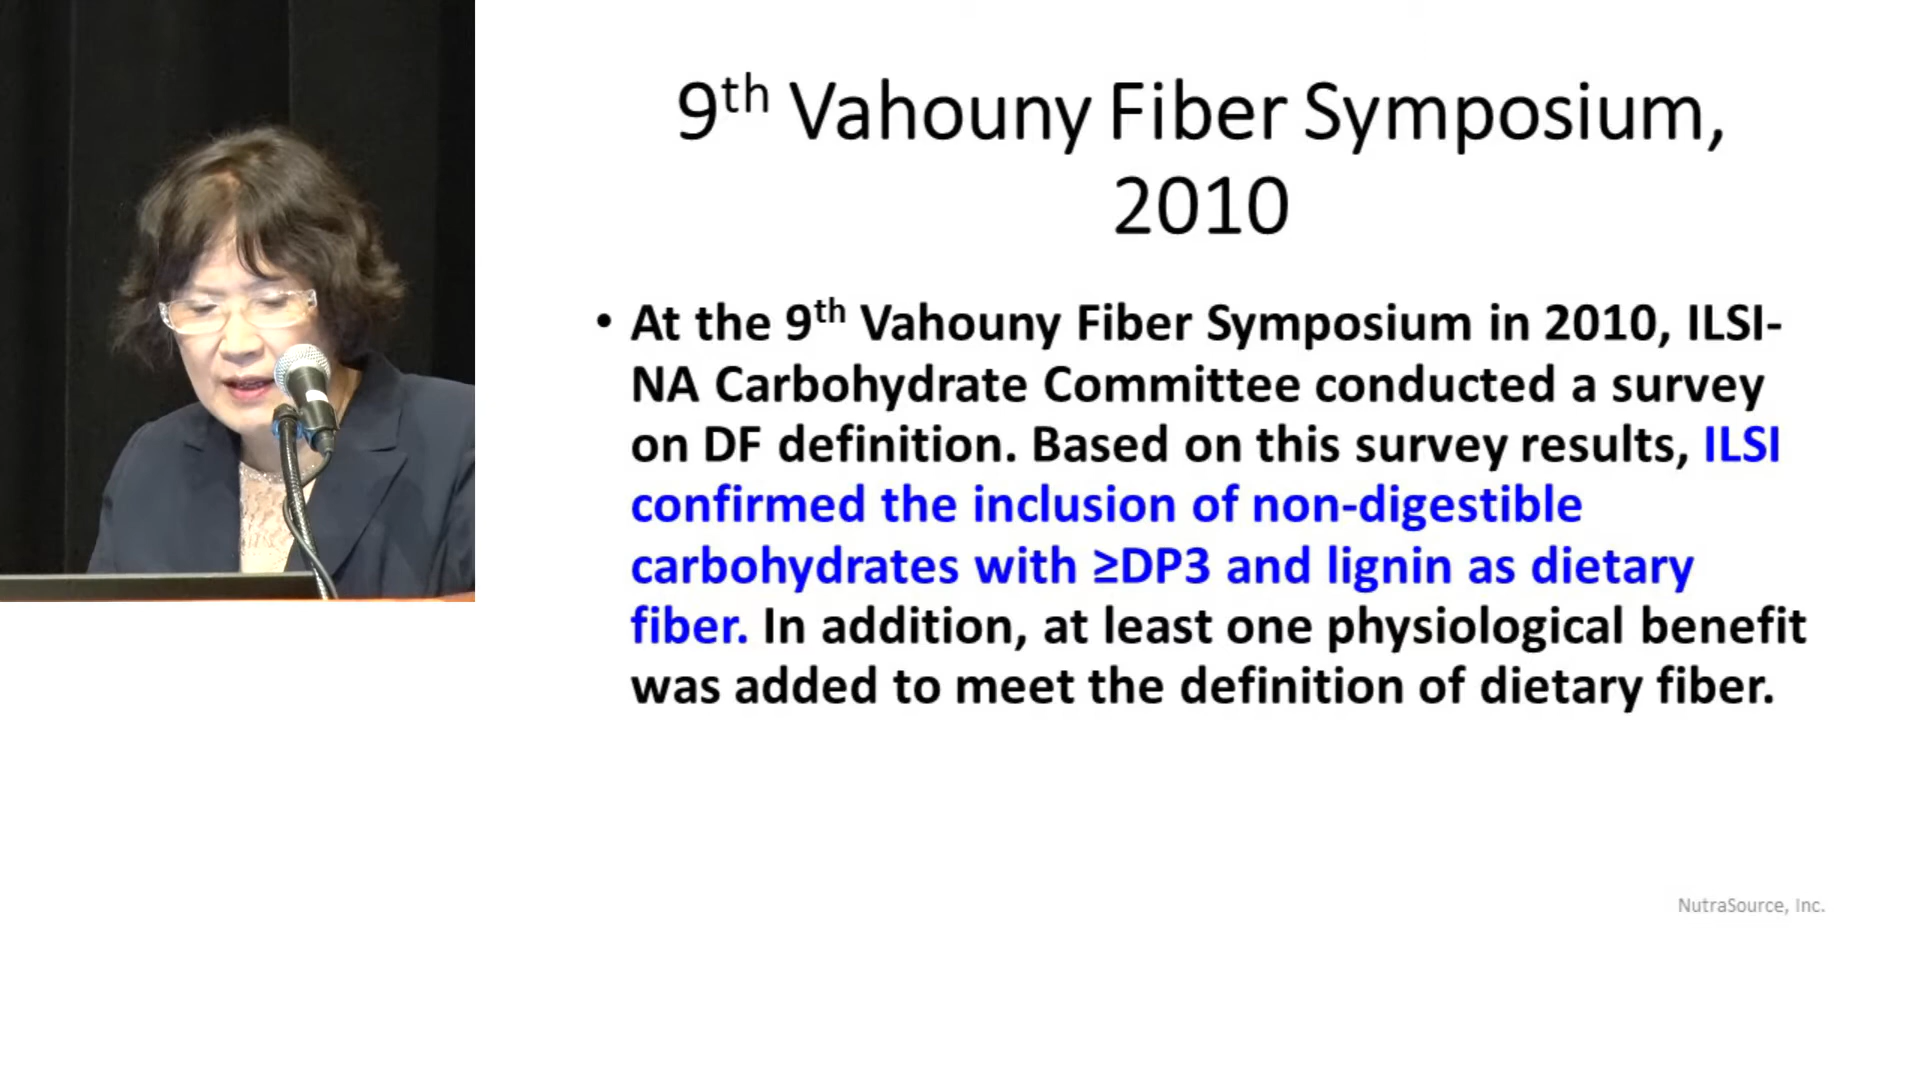 9th Vahouny Fiber Symposium,
2010
• At the 9th Vahouny Fiber Symposium in 2010, ILSI-
NA Carbohydrate Committee conducted a survey
on DF definition. Based on this survey results, ILSI
confirmed the inclusion of non-digestible
carbohydrates with ≥DP3 and lignin as dietary
fiber. In addition, at least one physiological benefit
was added to meet the definition of dietary fiber.
NutraSource, Inc.